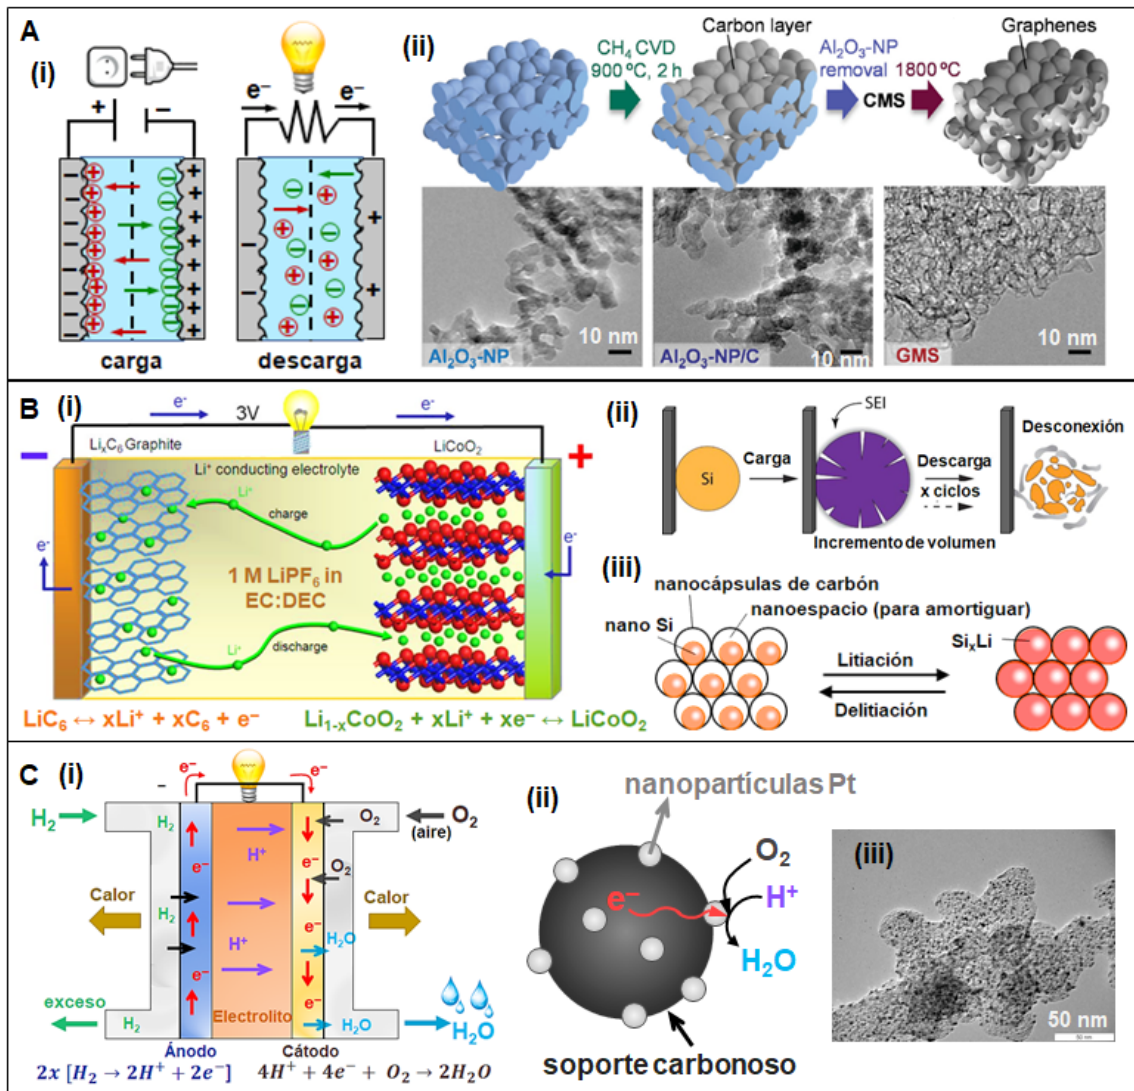 A
(i)
+
−
e⁻
e⁻
carga
descarga
(ii)
CH₄ CVD
900 ºC, 2 h
Carbon layer
Al₂O₃-NP
removal
1800 ºC
CMS
Graphenes
10 nm
Al₂O₃-NP
10 nm
Al₂O₃-NP/C
10 nm
GMS
B
(i)
e⁻
3V
e⁻
LiₓC₆ Graphite
LiCoO₂
−
+
Li⁺ conducting electrolyte
Li⁺
charge
e⁻
e⁻
1 M LiPF₆ in
EC:DEC
Li⁺
discharge
LiC₆ ↔ xLi⁺ + xC₆ + e⁻
Li₁₋ₓCoO₂ + xLi⁺ + xe⁻ ↔ LiCoO₂
(ii)
SEI
Si
Carga
Descarga
x ciclos
Desconexión
Incremento de volumen
(iii)
nanocápsulas de carbón
nanoespacio (para amortiguar)
nano Si
SiₓLi
Litiación
Delitiación
C
(i)
e⁻
e⁻
−
H₂
H₂
O₂
O₂
(aire)
H⁺
e⁻
e⁻
O₂
Calor
Calor
H₂
H⁺
e⁻
H₂O
H⁺
e⁻
e⁻
exceso
H₂
Electrolito
H₂O
H₂O
Ánodo
Cátodo
2x [H₂ → 2H⁺ + 2e⁻]
4H⁺ + 4e⁻ + O₂ → 2H₂O
(ii)
nanopartículas Pt
e⁻
O₂
H⁺
H₂O
soporte carbonoso
(iii)
50 nm
50 nm